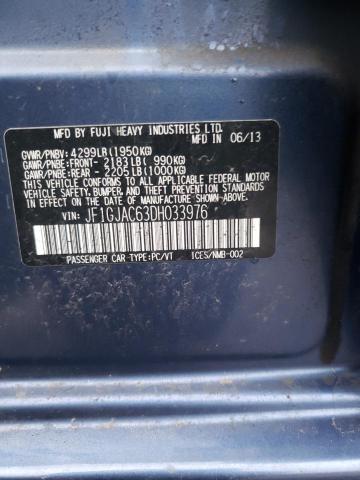 MFD BY FUJI HEAVY INDUSTRIES LTD.
MFD IN 06/13
GVWR/PNBV: 4299LB (1950KG)
GAWR/PNBE: FRONT- 2183LB ( 990KG)
GAWR/PNBE: REAR - 2205LB (1000KG)
THIS VEHICLE CONFORMS TO ALL APPLICABLE FEDERAL MOTOR
VEHICLE SAFETY, BUMPER, AND THEFT PREVENTION STANDARDS
IN EFFECT ON THE DATE OF MANUFACTURE SHOWN ABOVE.
VIN: JF1GJAC63DH033976
PASSENGER CAR-TYPE:PC/VT ICES/NMB-002